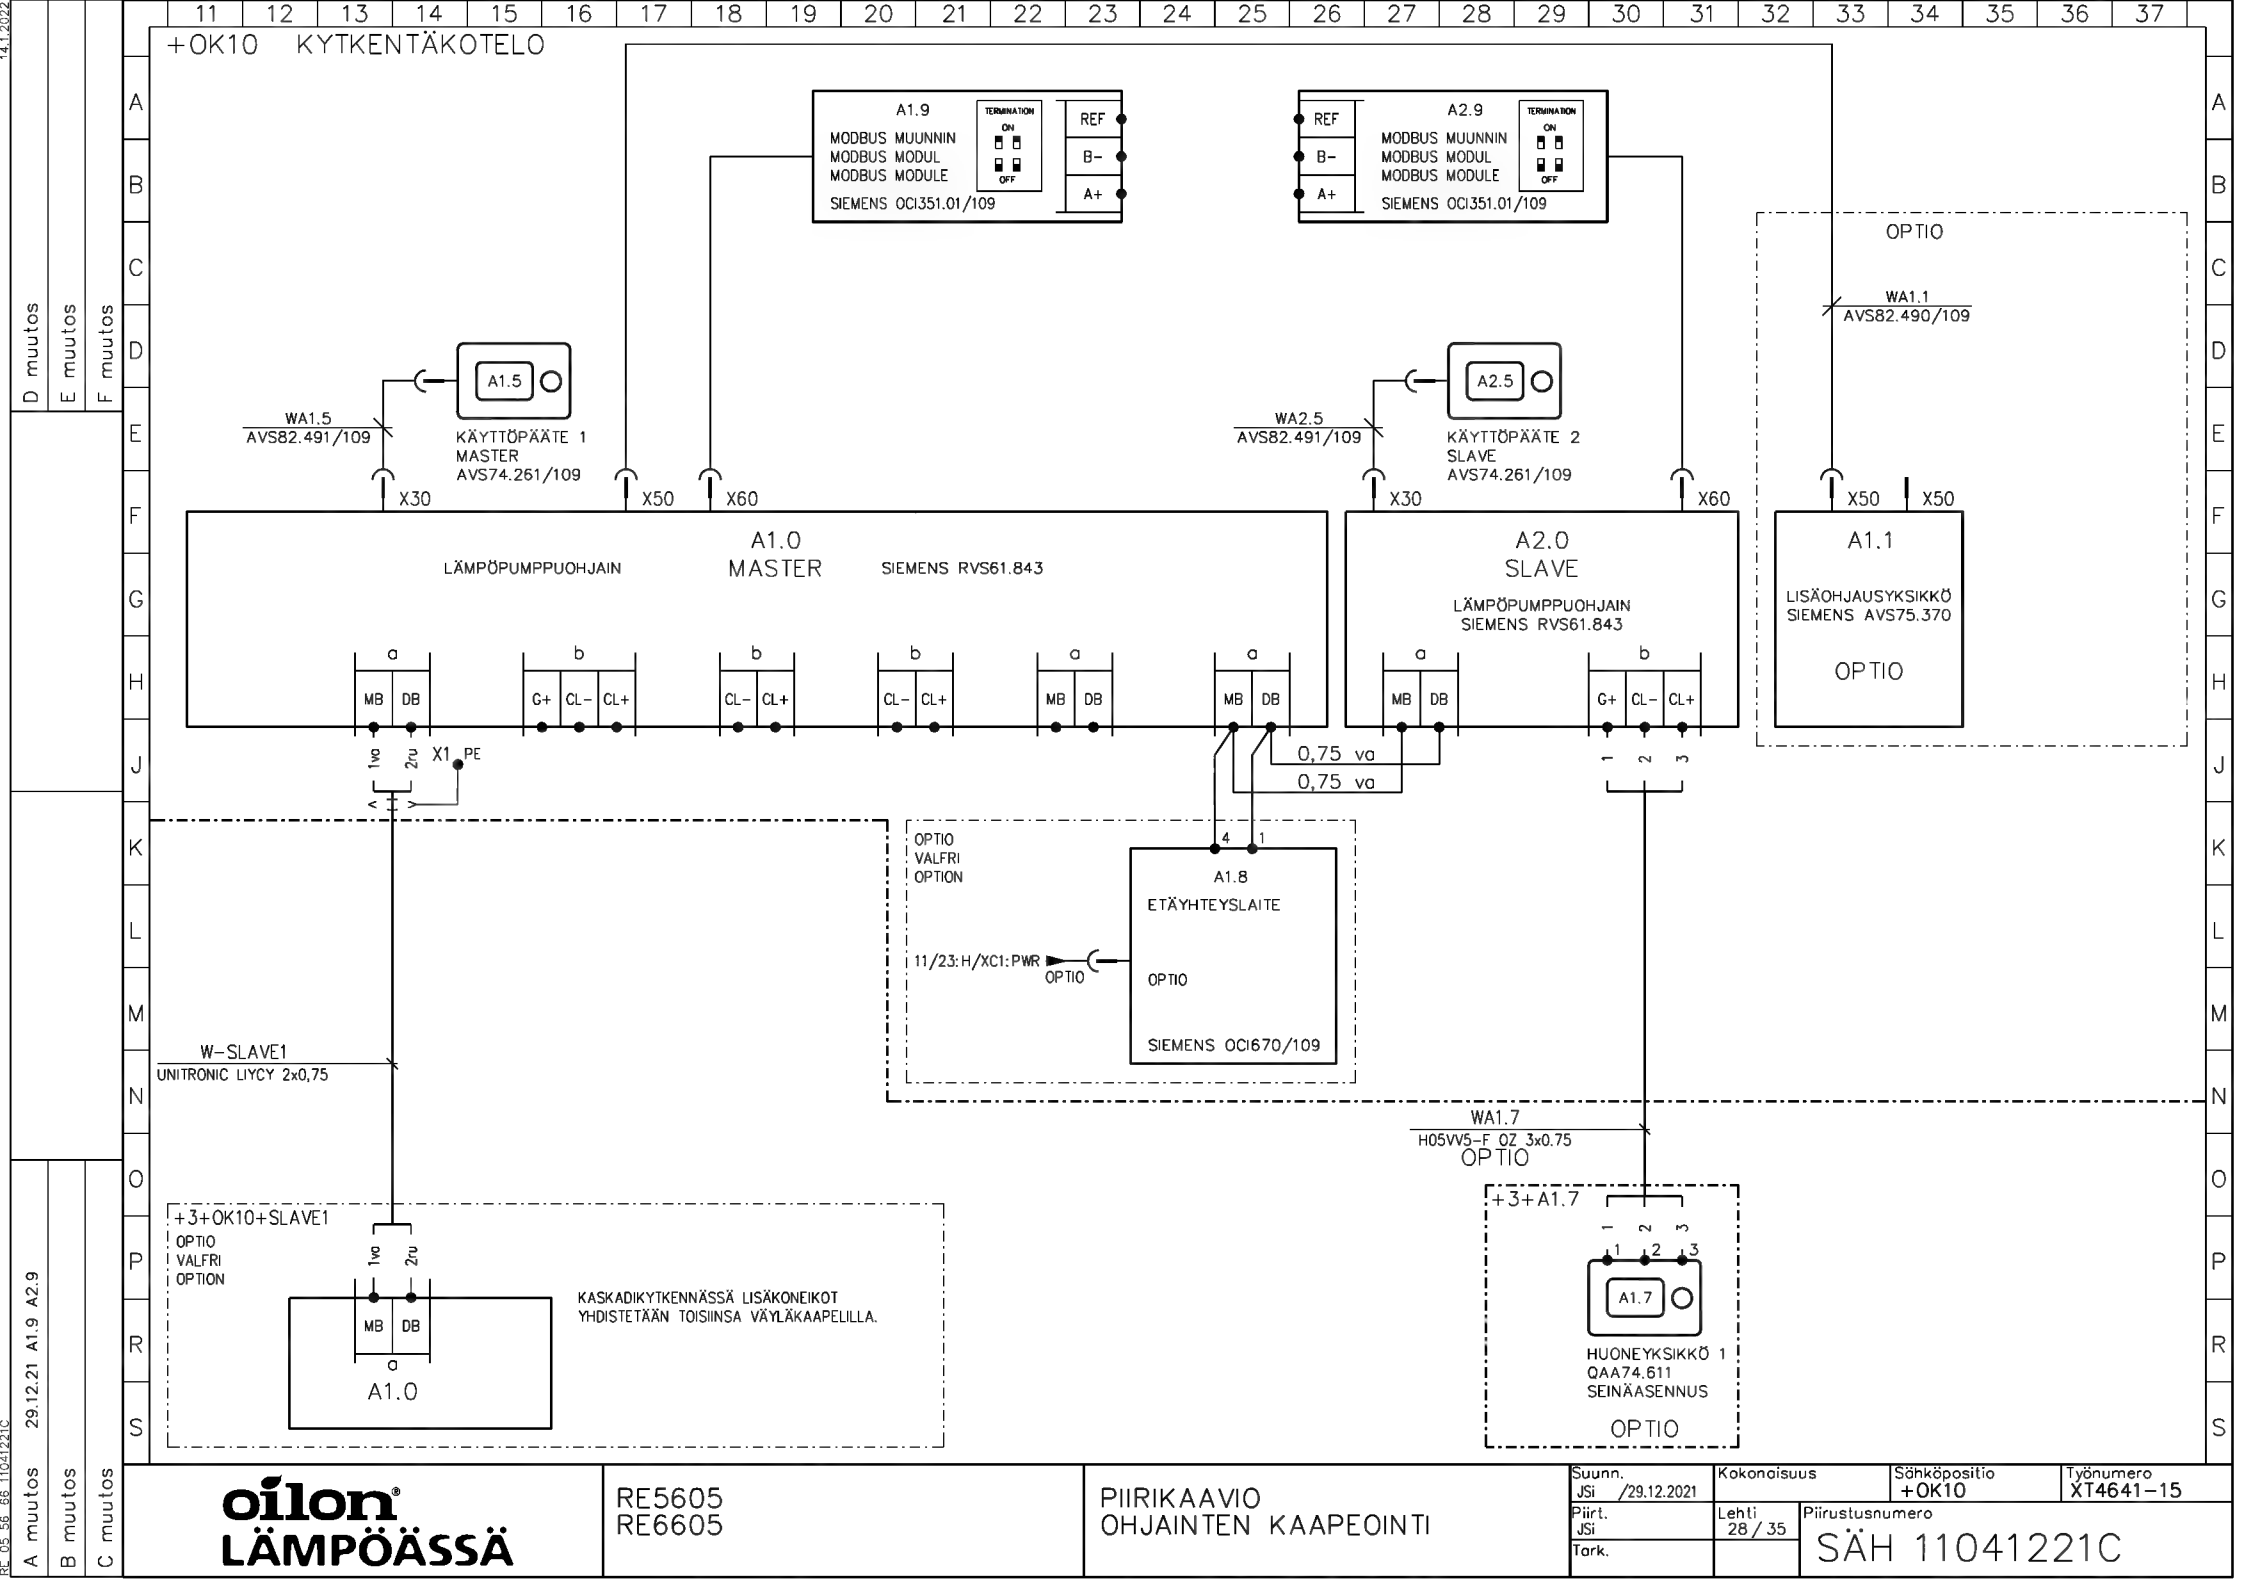 11 12 13 14 15 16 17 18 19 20 21 22 23 24 25 26 27 28 29 30 31 32 33 34 35 36 37
14.1.2022
+OK10 KYTKENTÄKOTELO
A
B
C
D
E
F
G
H
J
K
L
M
N
O
P
R
S
A
B
C
D
E
F
G
H
J
K
L
M
N
O
P
R
S
D muutos
E muutos
F muutos
A muutos 29.12.21 A1.9 A2.9
B muutos
C muutos
RE 05 56 66 11041221C
A1.9
MODBUS MUUNNIN
MODBUS MODUL
MODBUS MODULE
SIEMENS OCI351.01/109
TERMINATION
ON
OFF
REF
B-
A+
REF
B-
A+
A2.9
MODBUS MUUNNIN
MODBUS MODUL
MODBUS MODULE
SIEMENS OCI351.01/109
TERMINATION
ON
OFF
OPTIO
WA1.1
AVS82.490/109
A1.5
WA1.5
AVS82.491/109
KÄYTTÖPÄÄTE 1
MASTER
AVS74.261/109
A2.5
WA2.5
AVS82.491/109
KÄYTTÖPÄÄTE 2
SLAVE
AVS74.261/109
X30 X50 X60 X30 X60 X50 X50
A1.0
MASTER
LÄMPÖPUMPPUOHJAIN
SIEMENS RVS61.843
A2.0
SLAVE
LÄMPÖPUMPPUOHJAIN
SIEMENS RVS61.843
A1.1
LISÄOHJAUSYKSIKKÖ
SIEMENS AVS75.370
OPTIO
a b b b a a a b
MB DB G+ CL- CL+ CL- CL+ CL- CL+ MB DB MB DB MB DB G+ CL- CL+
1va 2ru X1 PE
0,75 va
0,75 va
1 2 3
OPTIO
VALFRI
OPTION
4 1
A1.8
ETÄYHTEYSLAITE
11/23:H/XC1:PWR
OPTIO
OPTIO
SIEMENS OCI670/109
W-SLAVE1
UNITRONIC LIYCY 2x0,75
WA1.7
H05VV5-F OZ 3x0.75
OPTIO
+3+OK10+SLAVE1
OPTIO
VALFRI
OPTION
1va 2ru
MB DB
a
A1.0
KASKADIKYTKENNÄSSÄ LISÄKONEIKOT
YHDISTETÄÄN TOISIINSA VÄYLÄKAAPELILLA.
+3+A1.7
1 2 3
1 2 3
A1.7
HUONEYKSIKKÖ 1
QAA74.611
SEINÄASENNUS
OPTIO
oilon®
LÄMPÖÄSSÄ
RE5605
RE6605
PIIRIKAAVIO
OHJAINTEN KAAPEOINTI
Suunn.
JSi /29.12.2021
Piirt.
JSi
Tark.
Kokonaisuus
Lehti
28/35
Sähköpositio
+OK10
Työnumero
XT4641-15
Piirustusnumero
SÄH 11041221C